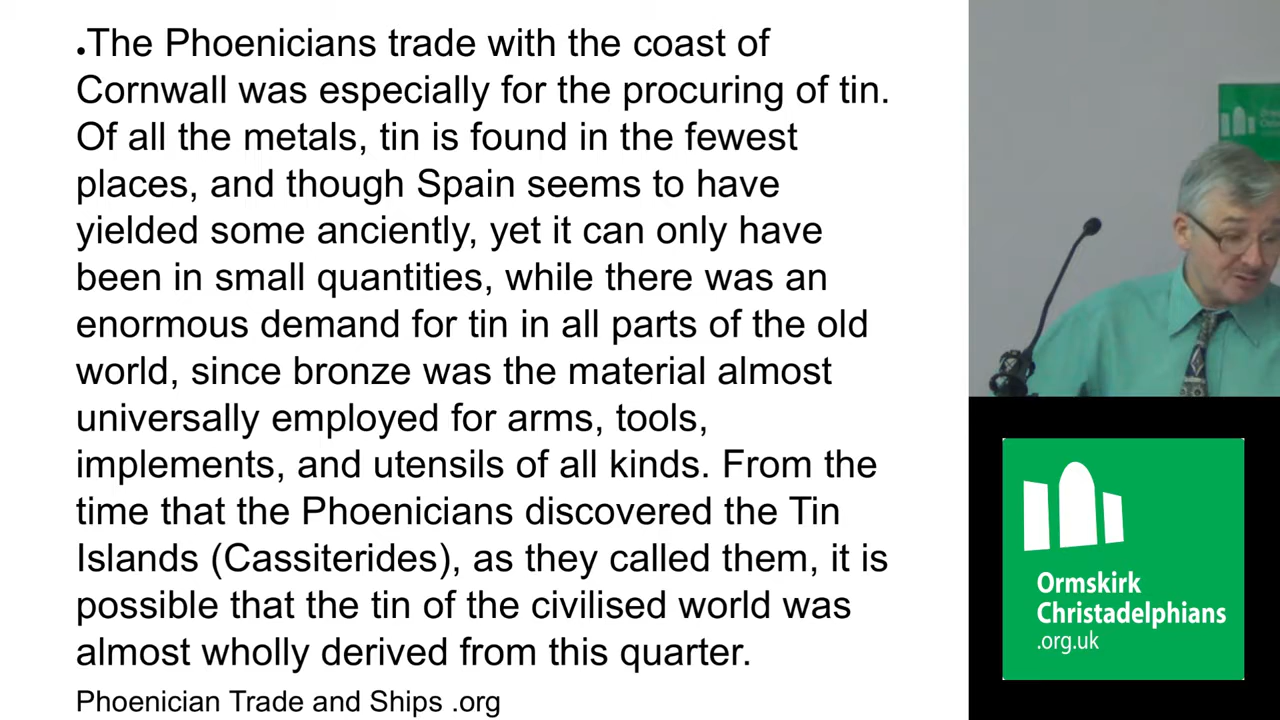 •The Phoenicians trade with the coast of
Cornwall was especially for the procuring of tin.
Of all the metals, tin is found in the fewest
places, and though Spain seems to have
yielded some anciently, yet it can only have
been in small quantities, while there was an
enormous demand for tin in all parts of the old
world, since bronze was the material almost
universally employed for arms, tools,
implements, and utensils of all kinds. From the
time that the Phoenicians discovered the Tin
Islands (Cassiterides), as they called them, it is
possible that the tin of the civilised world was
almost wholly derived from this quarter.
Phoenician Trade and Ships .org
Ormskirk
Christadelphians
.org.uk